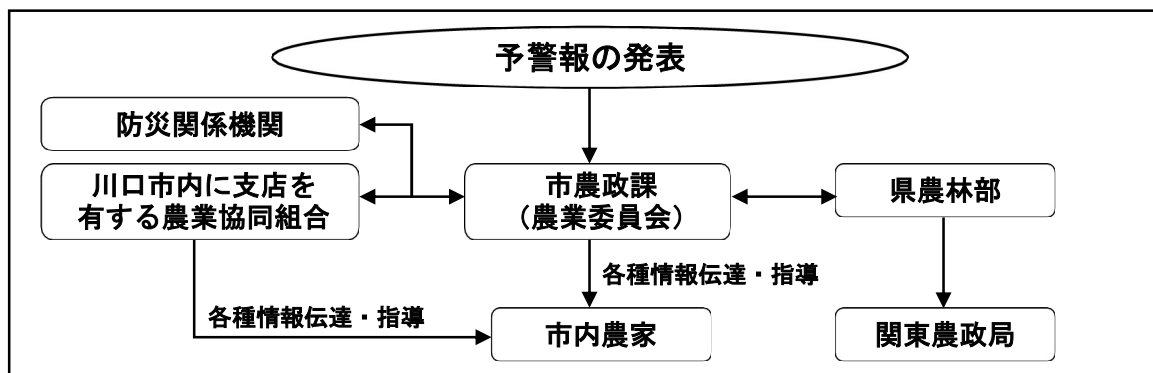 予警報の発表
防災関係機関
川口市内に支店を
有する農業協同組合
市農政課
（農業委員会）
県農林部
各種情報伝達・指導
各種情報伝達・指導
市内農家
関東農政局